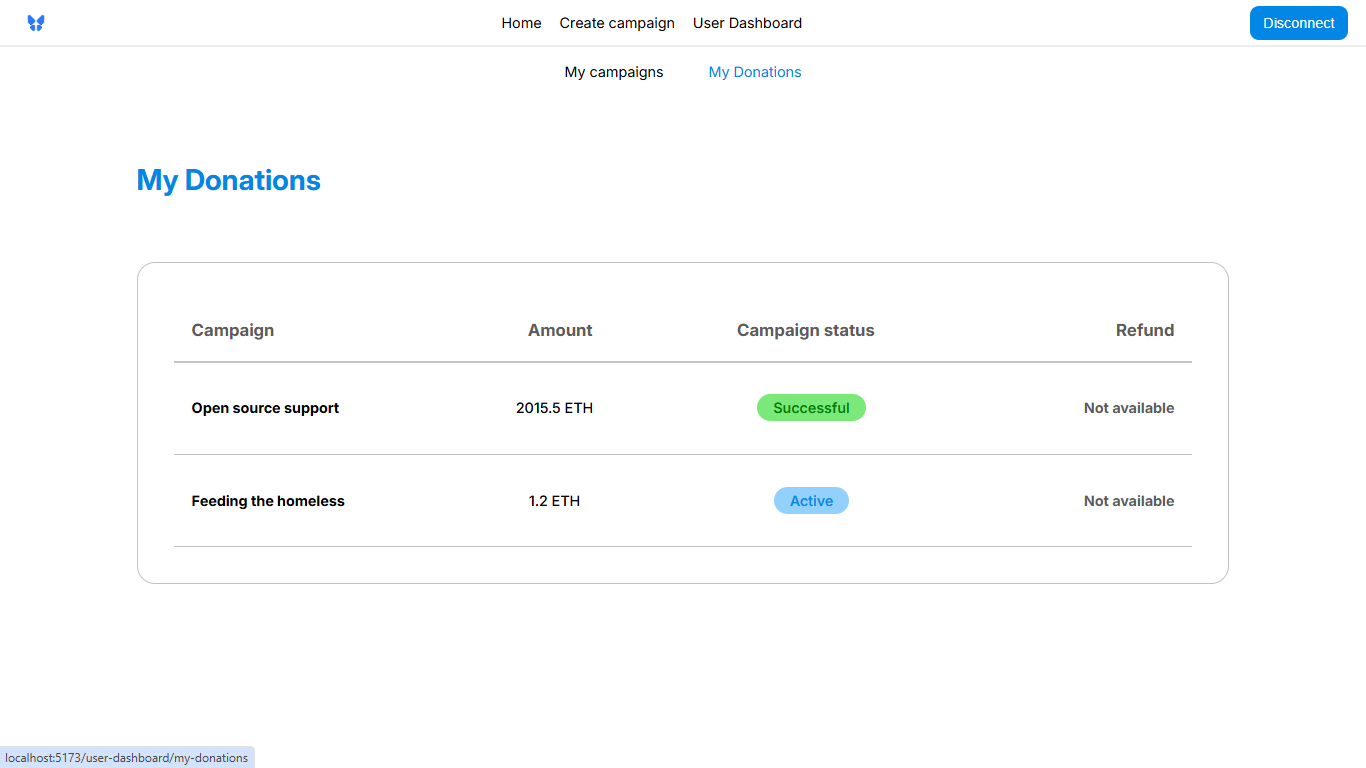 Home Create campaign User Dashboard Disconnect
My campaigns My Donations
My Donations
Campaign Amount Campaign status Refund
Open source support 2015.5 ETH Successful Not available
Feeding the homeless 1.2 ETH Active Not available
localhost:5173/user-dashboard/my-donations